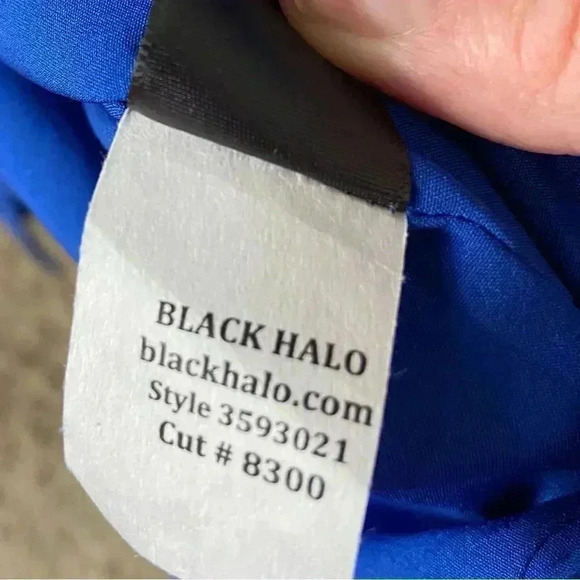 BLACK HALO
blackhalo.com
Style 3593021
Cut # 8300